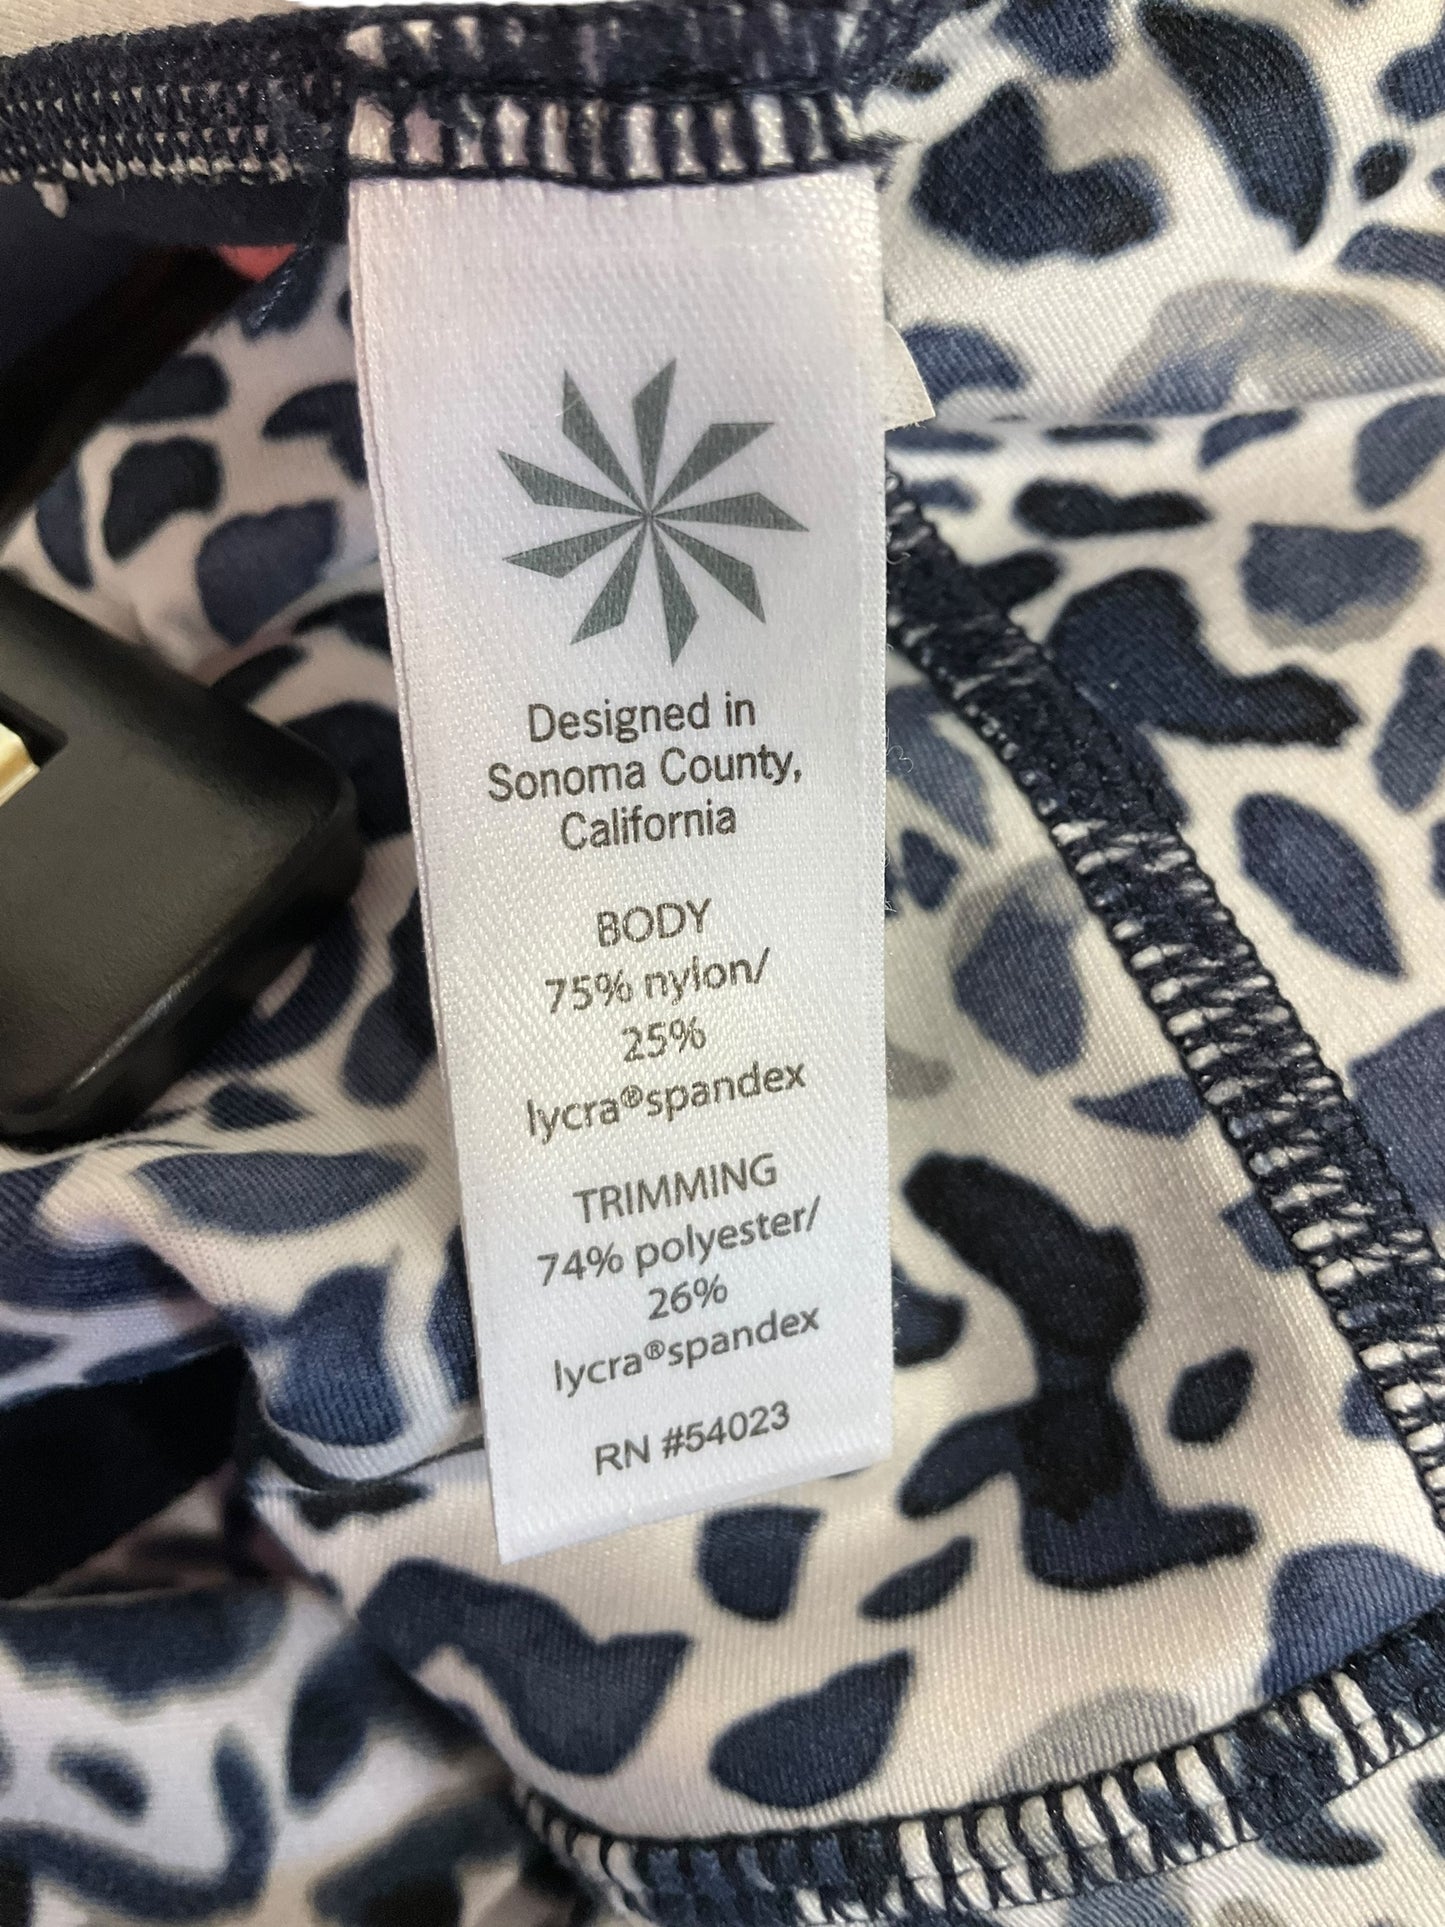 Designed in
Sonoma County,
California
BODY
75% nylon/
25%
lycra®spandex
TRIMMING
74% polyester/
26%
lycra®spandex
RN #54023